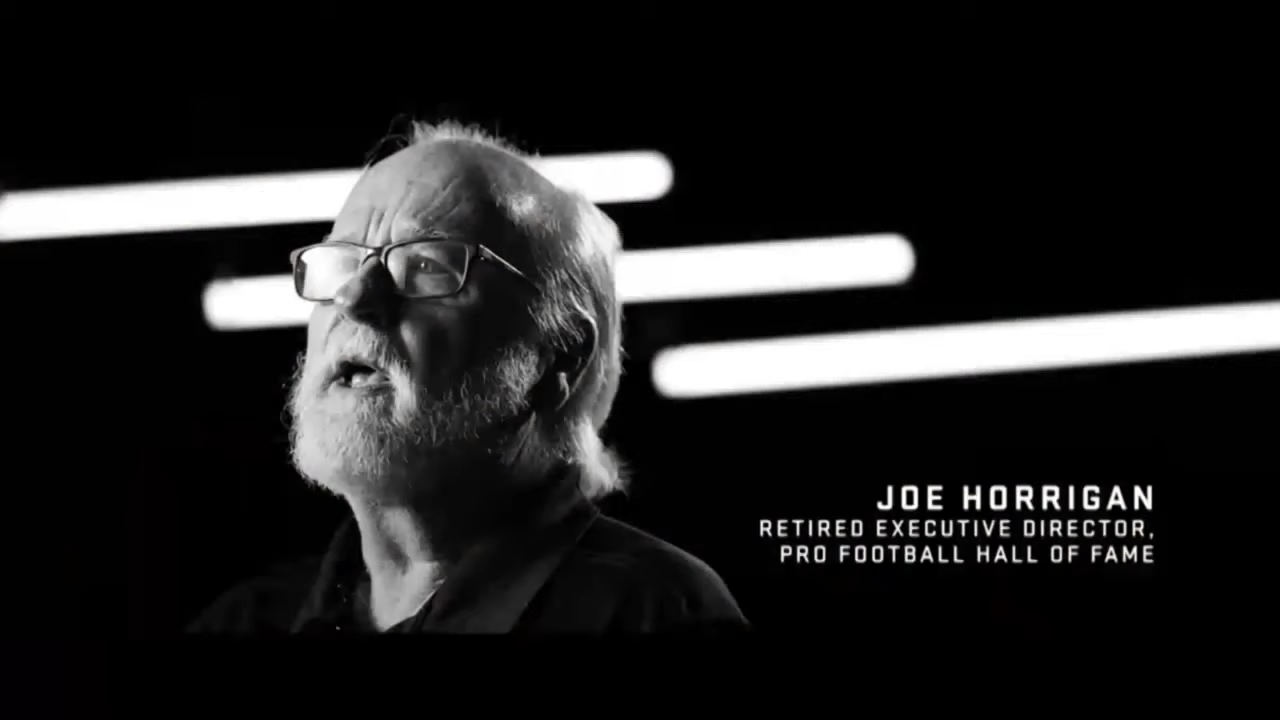 JOE HORRIGAN
RETIRED EXECUTIVE DIRECTOR,
PRO FOOTBALL HALL OF FAME